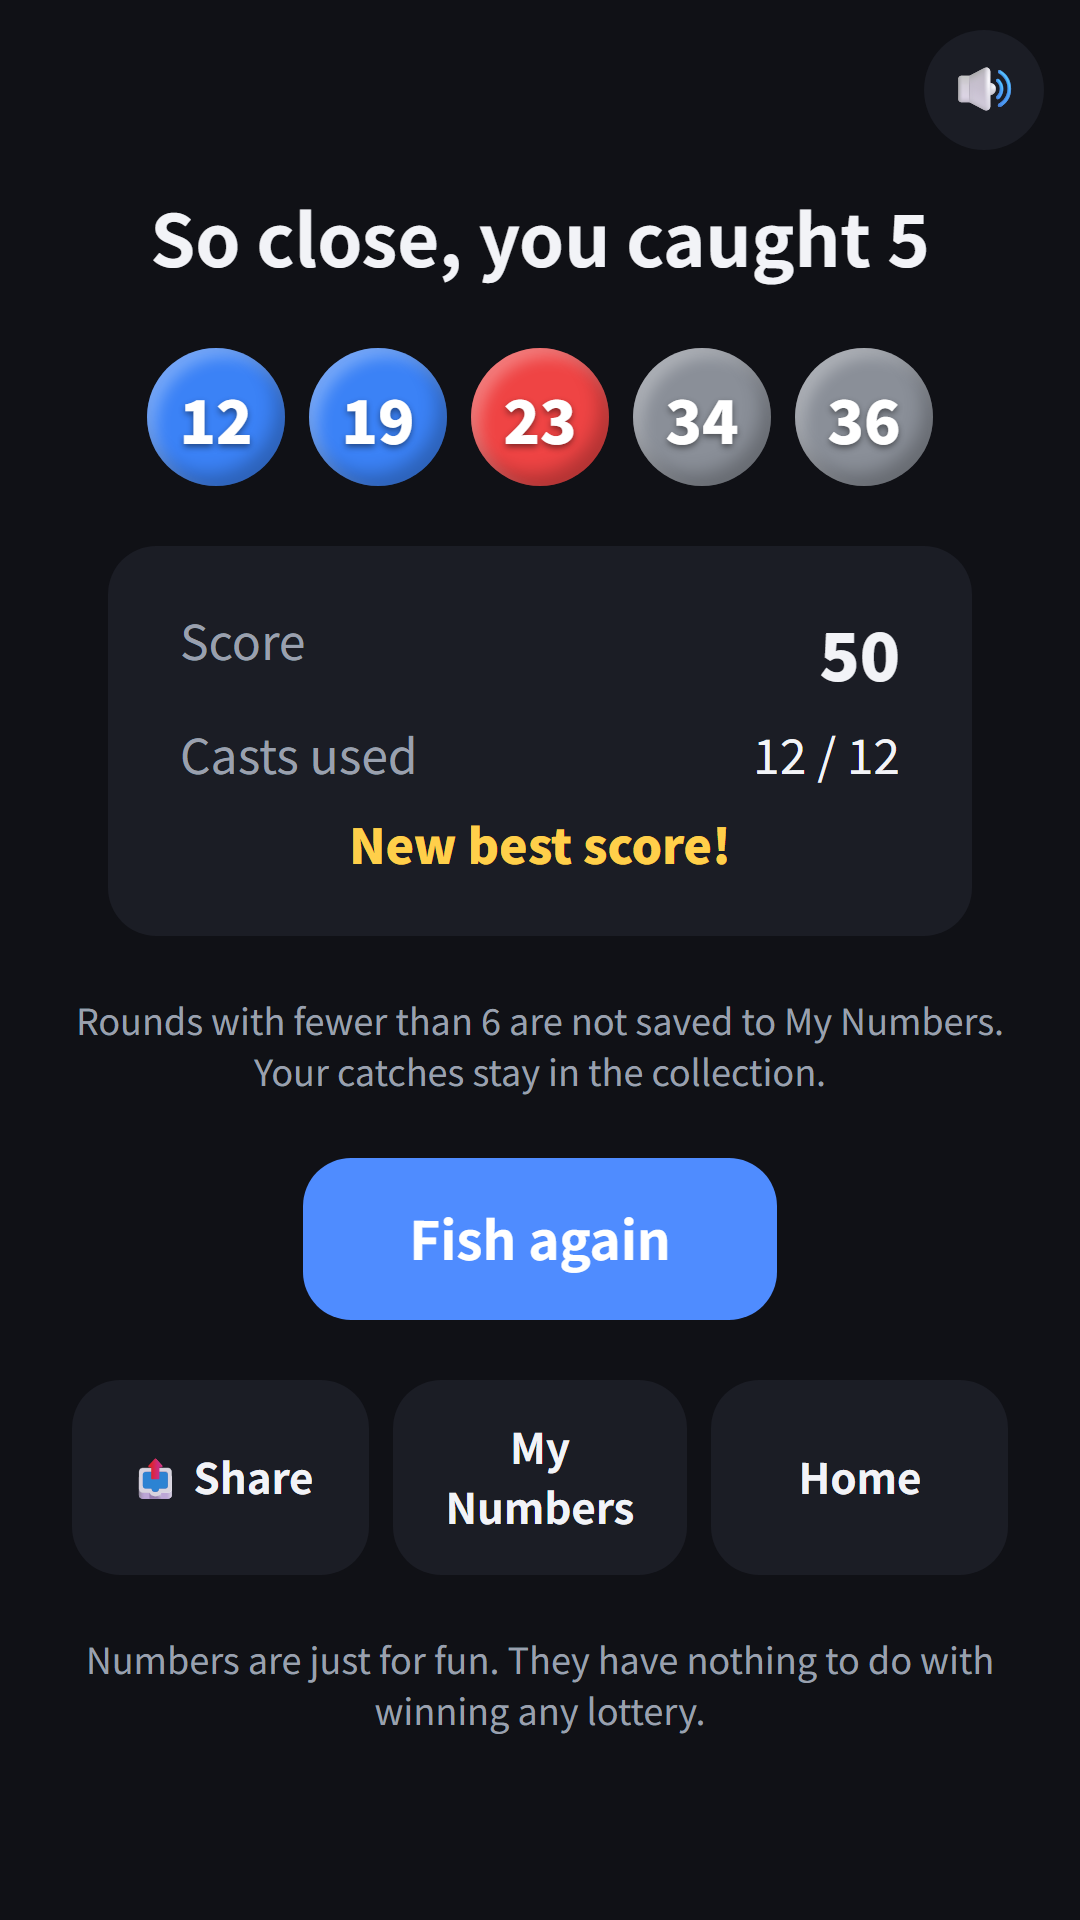 So close, you caught 5
12 19 23 34 36
Score 50
Casts used 12 / 12
New best score!
Rounds with fewer than 6 are not saved to My Numbers.
Your catches stay in the collection.
Fish again
Share
My
Numbers
Home
Numbers are just for fun. They have nothing to do with
winning any lottery.